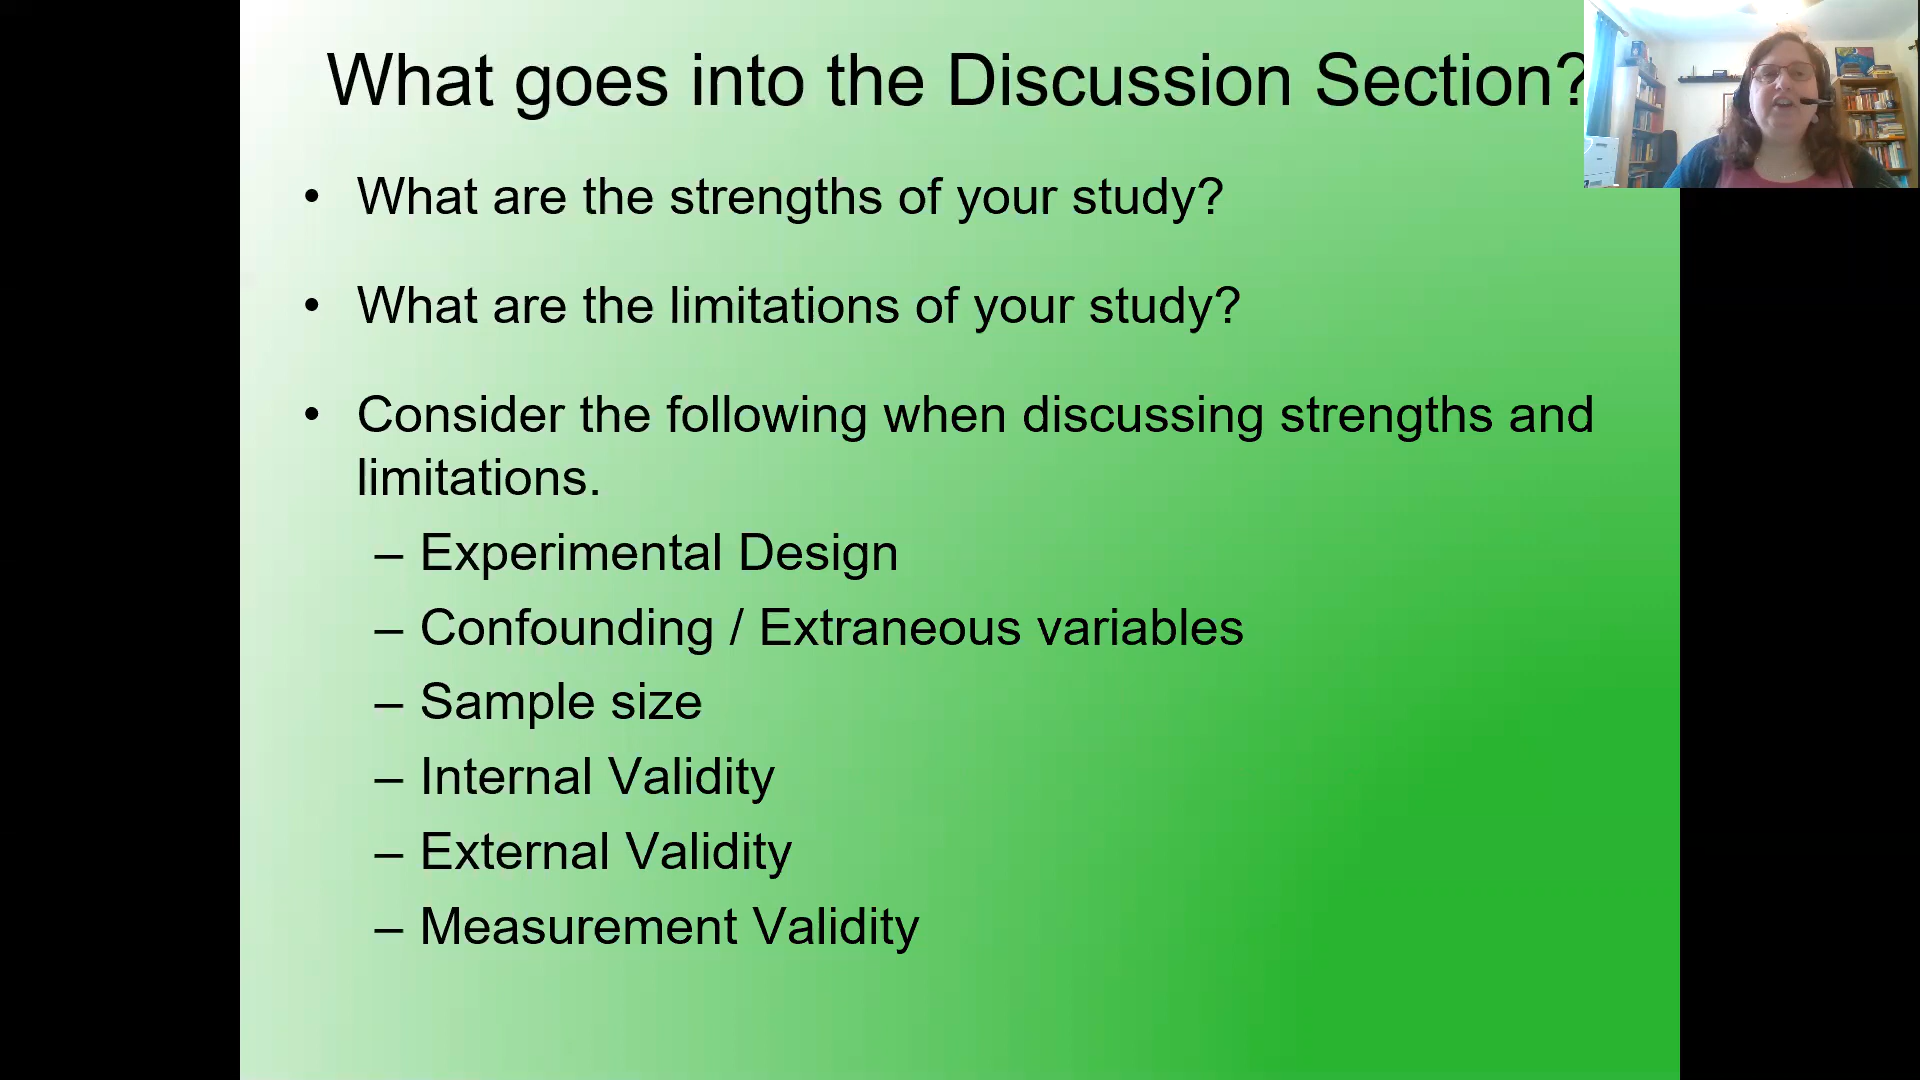 What goes into the Discussion Section?
• What are the strengths of your study?
• What are the limitations of your study?
• Consider the following when discussing strengths and
limitations.
– Experimental Design
– Confounding / Extraneous variables
– Sample size
– Internal Validity
– External Validity
– Measurement Validity